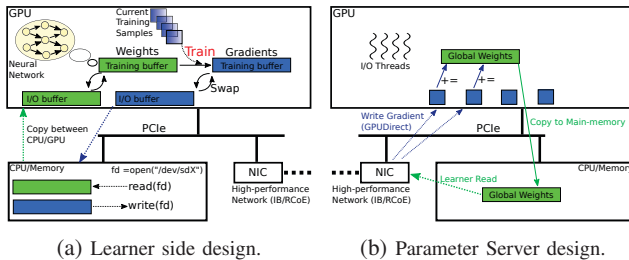 GPU
Current
Training
Samples
Train
Neural
Network
Weights
Gradients
Training buffer
Training buffer
I/O buffer
I/O buffer
Swap
Copy between
CPU/GPU
PCIe
CPU/Memory
fd =open("/dev/sdX")
read(fd)
write(fd)
NIC
High-performance
Network (IB/RCoE)
(a) Learner side design.
GPU
I/O Threads
Global Weights
+=
+=
Write Gradient
(GPUDirect)
Copy to Main-memory
PCIe
NIC
High-performance
Network (IB/RCoE)
Learner Read
CPU/Memory
Global Weights
(b) Parameter Server design.